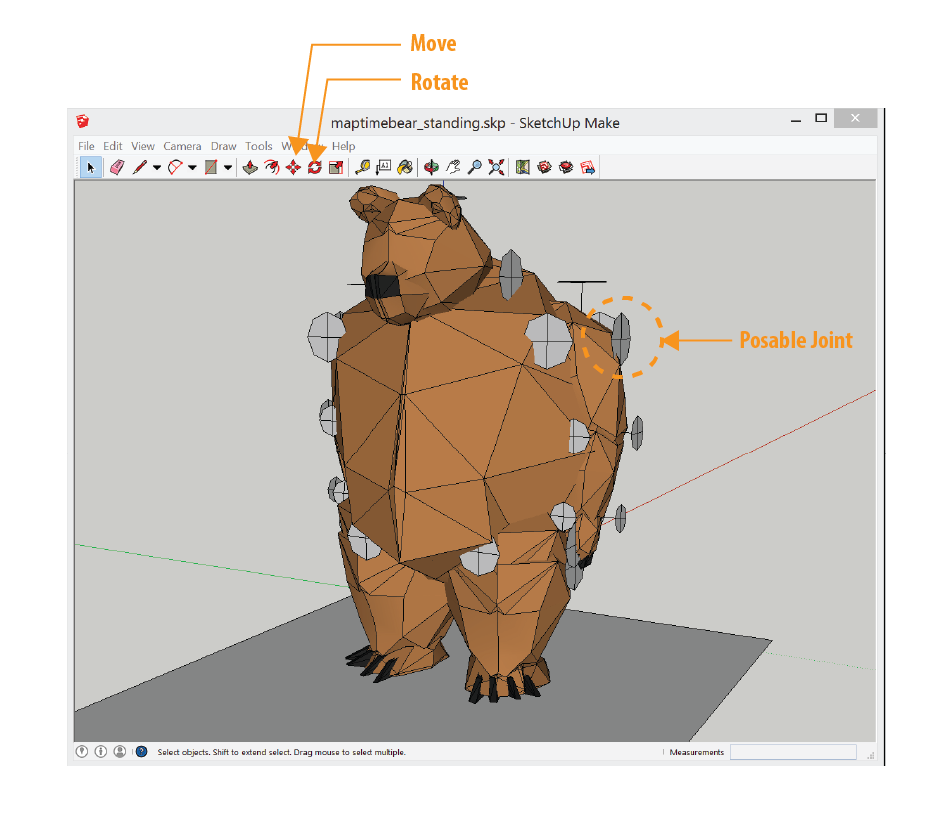 Move
Rotate
maptimebear_standing.skp - SketchUp Make
File Edit View Camera Draw Tools Help
A1
Posable Joint
Select objects. Shift to extend select. Drag mouse to select multiple.
Measurements